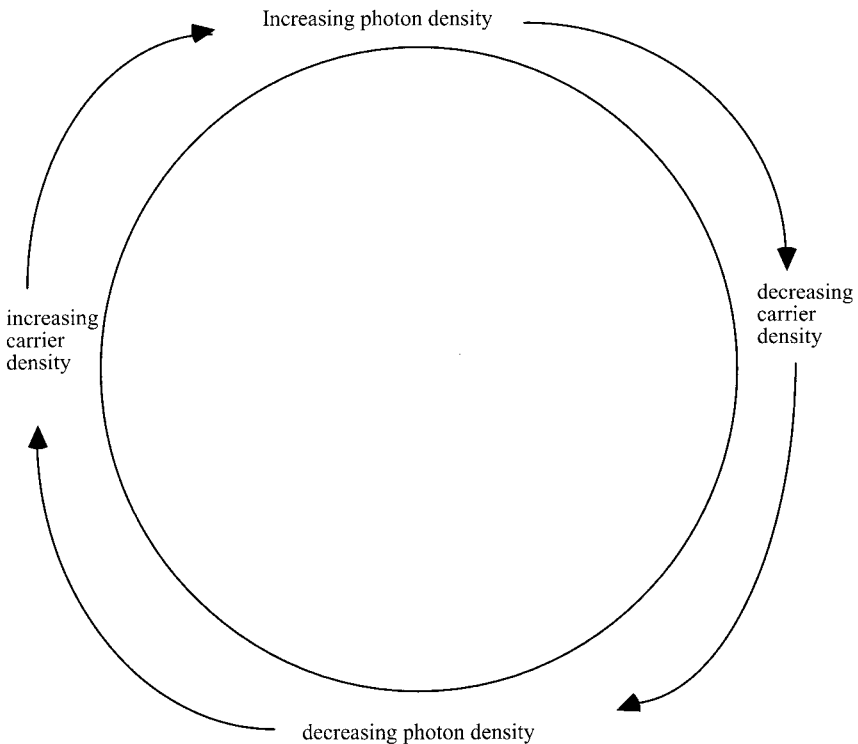 Increasing photon density
decreasing
carrier
density
increasing
carrier
density
decreasing photon density